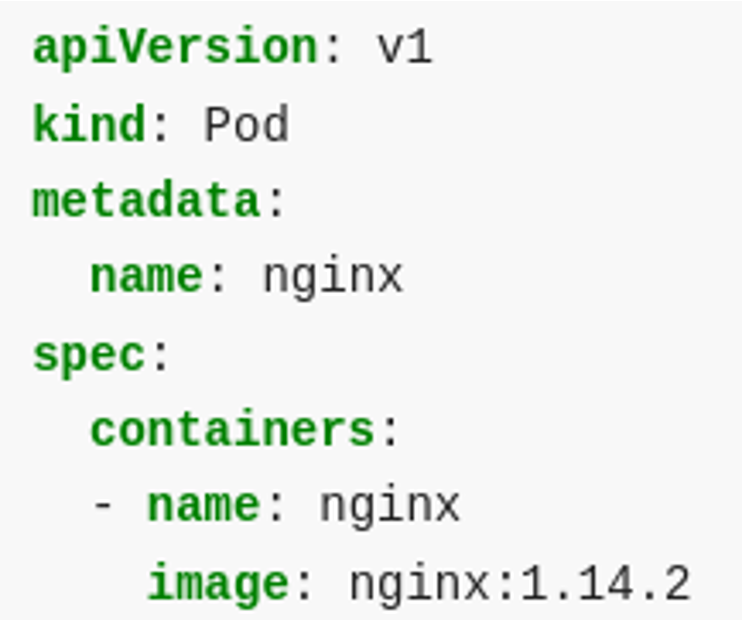 apiVersion: v1
kind: Pod
metadata:
  name: nginx
spec:
  containers:
  - name: nginx
    image: nginx:1.14.2